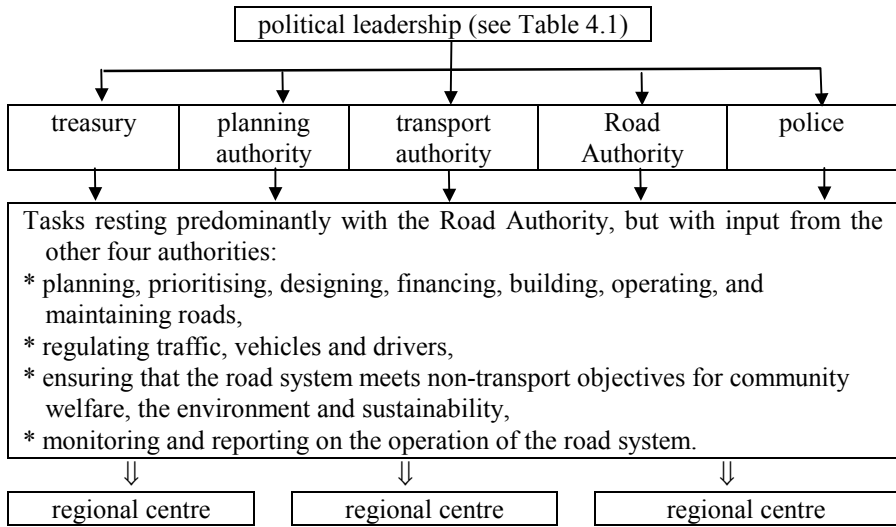 political leadership (see Table 4.1)
treasury
planning authority
transport authority
Road Authority
police
Tasks resting predominantly with the Road Authority, but with input from the
other four authorities:
* planning, prioritising, designing, financing, building, operating, and
maintaining roads,
* regulating traffic, vehicles and drivers,
* ensuring that the road system meets non-transport objectives for community
welfare, the environment and sustainability,
* monitoring and reporting on the operation of the road system.
regional centre
regional centre
regional centre